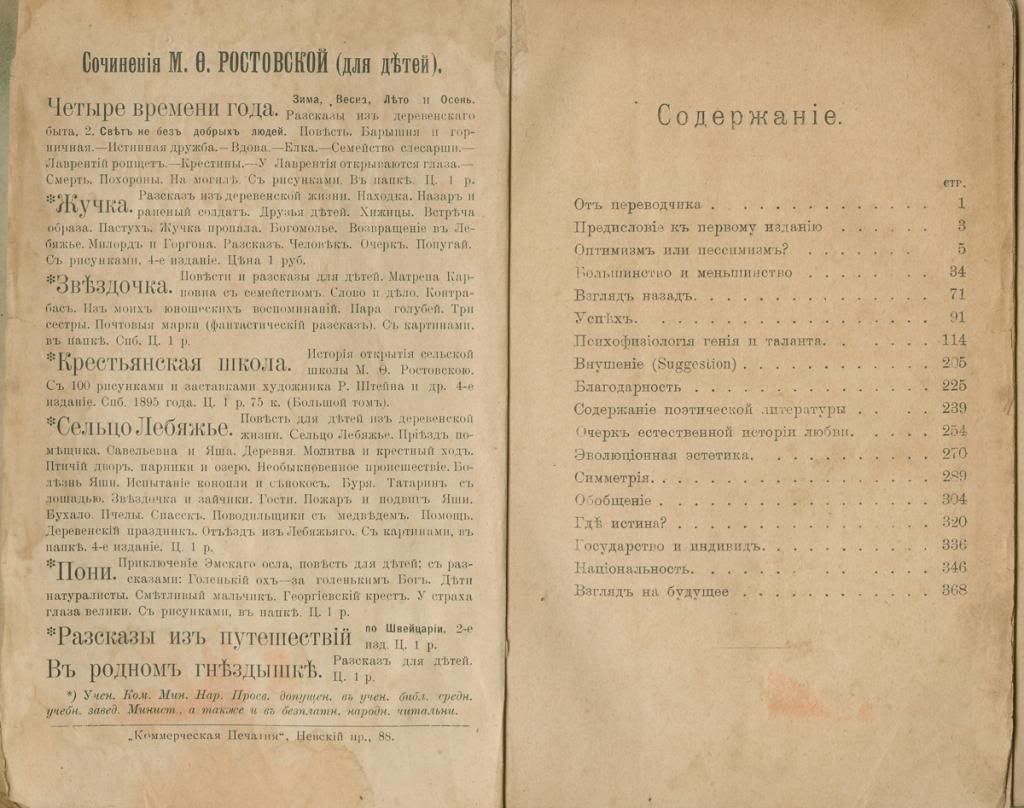 Сочиненія М. Ѳ. РОСТОВСКОЙ (для дѣтей).
Четыре времени года. Зима, Весна, Лѣто и Осень.
Разсказы изъ деревенскаго
быта. 2. Свѣтъ не безъ добрыхъ людей. Повѣсть. Барышня и гор-
ничная.—Истинная дружба.—Вдова.—Елка.—Семейство слесарши.—
Лаврентій ропщетъ.—Крестины.—У Лаврентія открываются глаза.—
Смерть. Похороны. На могилѣ. Съ рисунками. Въ папкѣ. Ц. 1 р.
*Жучка. Разсказъ изъ деревенской жизни. Находка. Назаръ и
раненый солдатъ. Друзья дѣтей. Хижицы. Встрѣча
образа. Пастухъ. Жучка пропала. Богомолье. Возвращеніе въ Ле-
бяжье. Милордъ и Горгона. Разсказъ. Человѣкъ. Очеркъ. Попугай.
Съ рисунками, 4-е изданіе. Цѣна 1 руб.
*Звѣздочка. Повѣсти и разсказы для дѣтей. Матрена Кар-
повна съ семействомъ. Слово и дѣло. Контра-
басъ. Изъ моихъ юношескихъ воспоминаній. Пара голубей. Три
сестры. Почтовыя марки (фантастическій разсказъ). Съ картинами,
въ папкѣ. Спб. Ц. 1 р.
*Крестьянская школа. Исторія открытія сельской
школы М. Ѳ. Ростовскою.
Съ 100 рисунками и заставками художника Р. Штейна и др. 4-е
изданіе. Спб. 1895 года. Ц. 1 р. 75 к. (Большой томъ).
*Сельцо Лебяжье. Повѣсть для дѣтей изъ деревенской
жизни. Сельцо Лебяжье. Пріѣздъ по-
мѣщика. Савельевна и Яша. Деревня. Молитва и крестный ходъ.
Птичій дворъ, парники и озеро. Необыкновенное происшествіе. Бо-
лѣзнь Яши. Испытаніе конопли и сѣнокосъ. Буря. Татаринъ съ
лошадью. Звѣздочка и зайчики. Гости. Пожаръ и подвигъ Яши.
Бухало. Пчелы. Спасскъ. Поводильщики съ медвѣдемъ. Помощь.
Деревенскій праздникъ. Отъѣздъ изъ Лебяжьяго. Съ картинами, въ
папкѣ. 4-е изданіе. Ц. 1 р.
*Пони. Приключеніе Эмскаго осла, повѣсть для дѣтей; съ раз-
сказами: Голенькій охъ—за голенькимъ Богъ. Дѣти
натуралисты. Смѣтливый мальчикъ. Георгіевскій крестъ. У страха
глаза велики. Съ рисунками, въ папкѣ. Ц. 1 р.
*Разсказы изъ путешествій по Швейцаріи. 2-е
изд. Ц. 1 р.
Въ родномъ гнѣздышкѣ. Разсказъ для дѣтей.
Ц. 1 р.
*) Учен. Ком. Мин. Нар. Просв. допущен. въ учен. библ. средн.
учебн. завед. Минист., а также и въ безплатн. народн. читальни.
„Коммерческая Печатня“, Невскій пр., 88.
Содержаніе.
СТР.
Отъ переводчика . . . . . . . . . . . . 1
Предисловіе къ первому изданію . . . . . . 3
Оптимизмъ или пессимизмъ? . . . . . . . . 5
Большинство и меньшинство . . . . . . . . 34
Взглядъ назадъ. . . . . . . . . . . . . 71
Успѣхъ. . . . . . . . . . . . . . . 91
Психофизіологія генія и таланта. . . . . . . 114
Внушеніе (Suggestion) . . . . . . . . . . 205
Благодарность . . . . . . . . . . . . . 225
Содержаніе поэтической литературы . . . . . 239
Очеркъ естественной исторіи любви. . . . . . 254
Эволюціонная эстетика. . . . . . . . . . 270
Симметрія. . . . . . . . . . . . . . 289
Обобщеніе . . . . . . . . . . . . . . 304
Гдѣ истина? . . . . . . . . . . . . . 320
Государство и индивидъ. . . . . . . . . . 336
Національность. . . . . . . . . . . . . 346
Взглядъ на будущее . . . . . . . . . . . 368